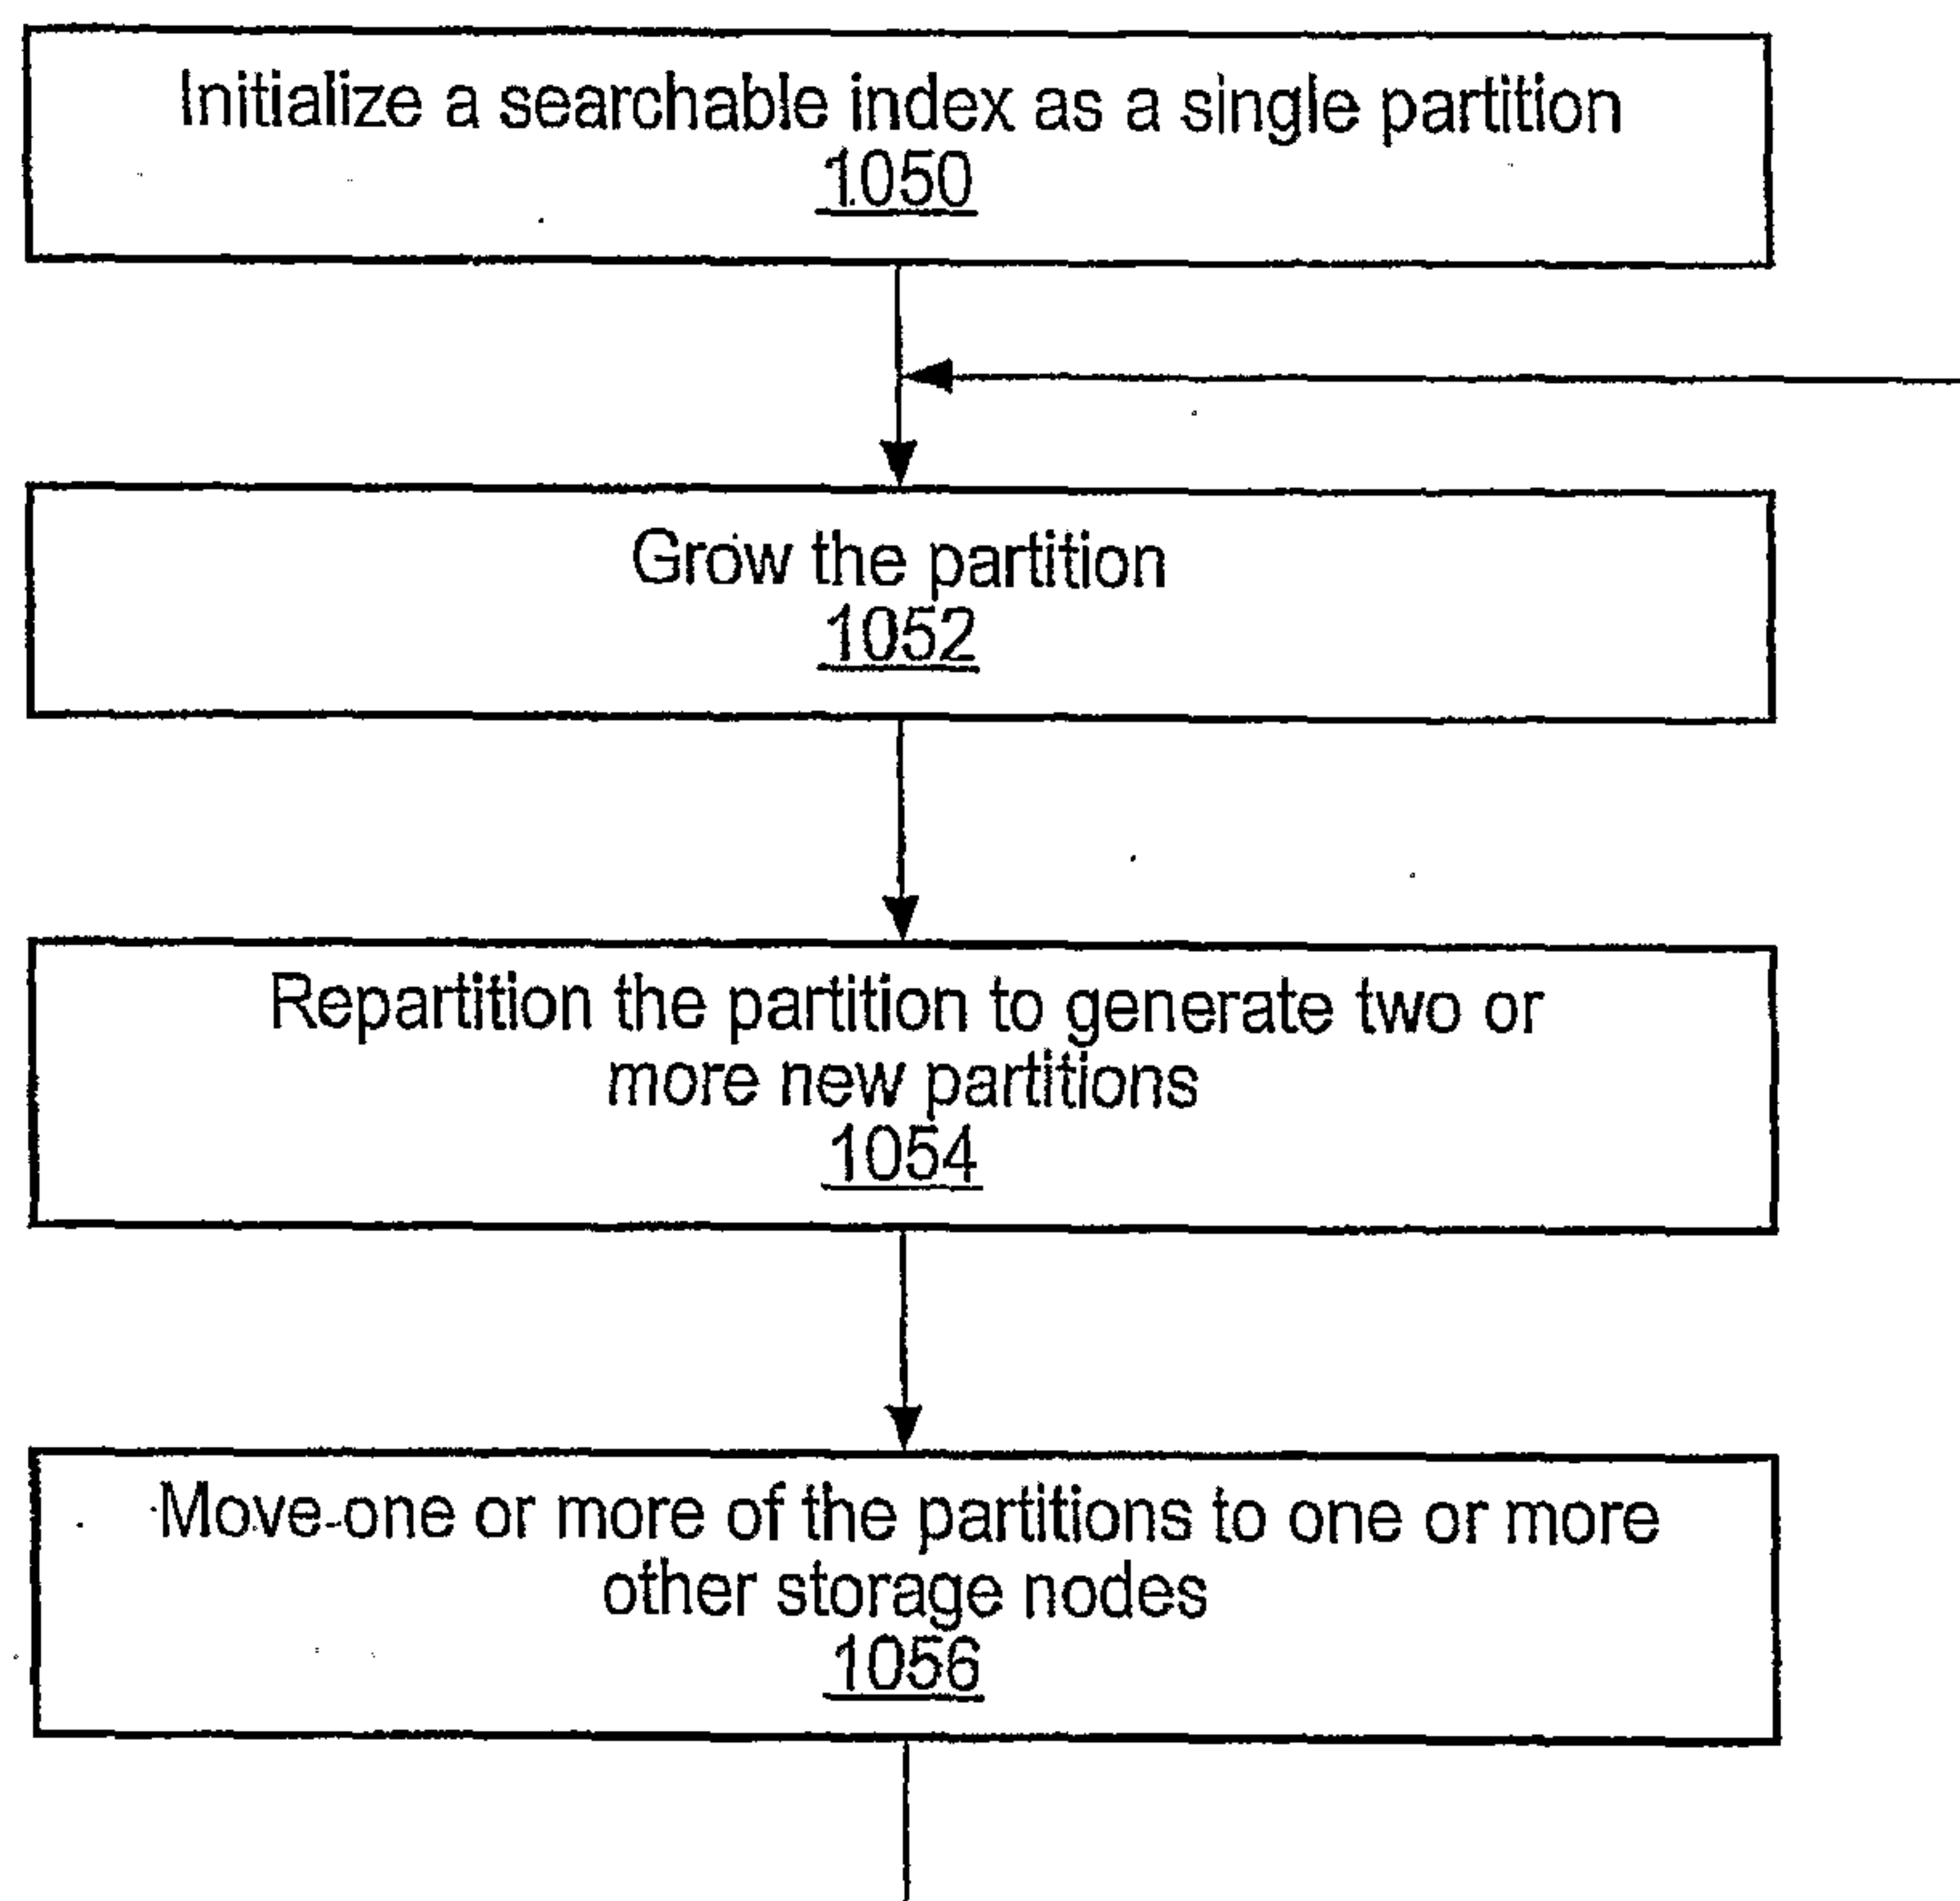 Initialize a searchable index as a single partition
1050
Grow the partition
1052
Repartition the partition to generate two or
more new partitions
1054
Move one or more of the partitions to one or more
other storage nodes
1056